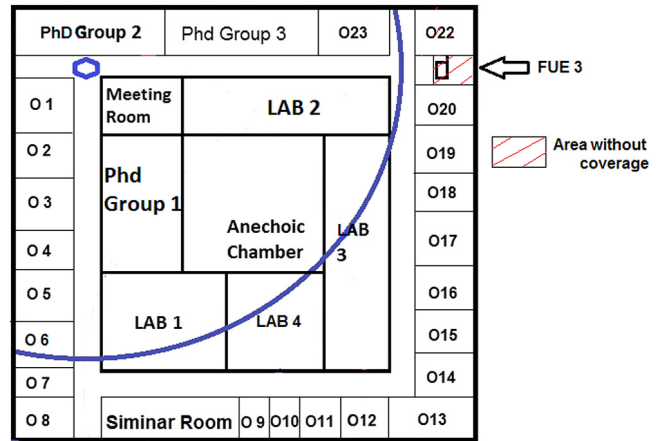 PhD Group 2
Phd Group 3
O23
O22
FUE 3
O 1
Meeting
Room
LAB 2
O20
O 2
O19
Area without
coverage
Phd
Group 1
O 3
O18
Anechoic
Chamber
LAB
3
O 4
O17
O 5
O16
LAB 1
LAB 4
O 6
O15
O 7
O14
O 8
Siminar Room
O 9
O10
O11
O12
O13